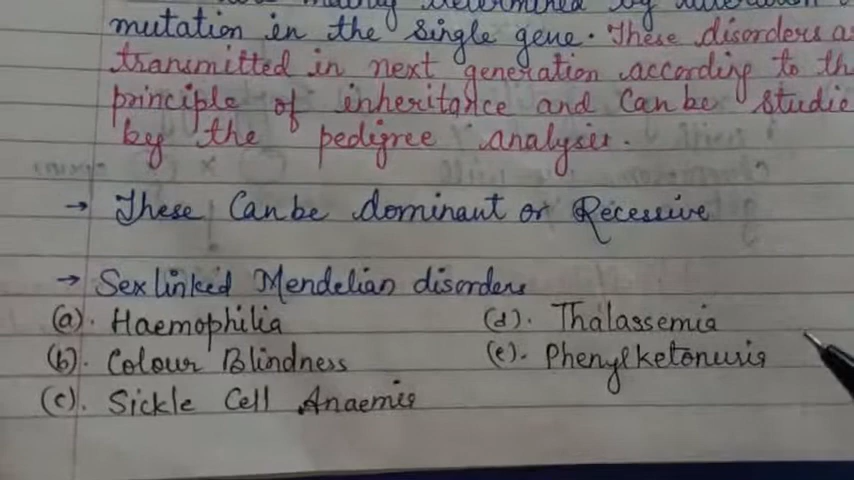 mutation in the single gene. These disorders a
transmitted in next generation according to th
principle of inheritance and Can be studie
by the pedigree analysis.
→ These Can be dominant or Recessive
→ Sex linked Mendelian disorders
(a). Haemophilia (d). Thalassemia
(b). Colour Blindness (e). Phenylketonuria
(c). Sickle Cell Anaemia